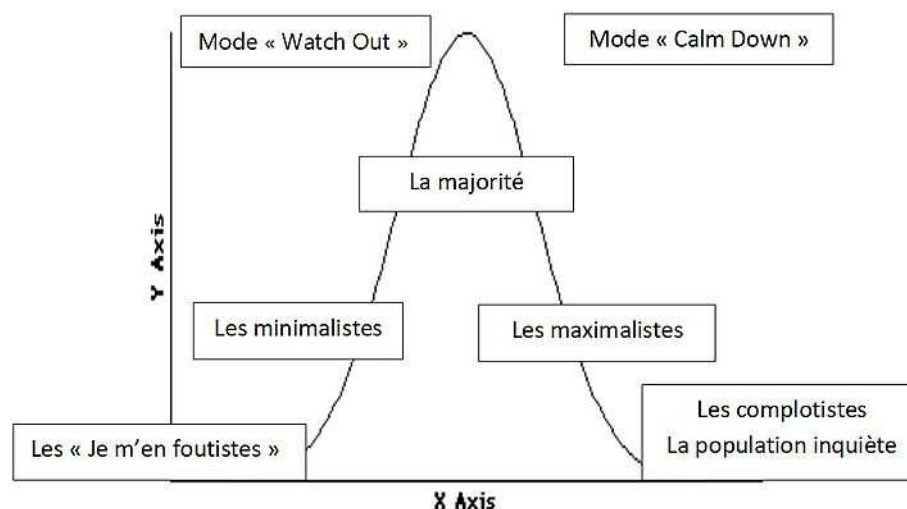 Mode « Watch Out »
Mode « Calm Down »
La majorité
Y Axis
Les minimalistes
Les maximalistes
Les « Je m'en foutistes »
Les complotistes
La population inquiète
X Axis